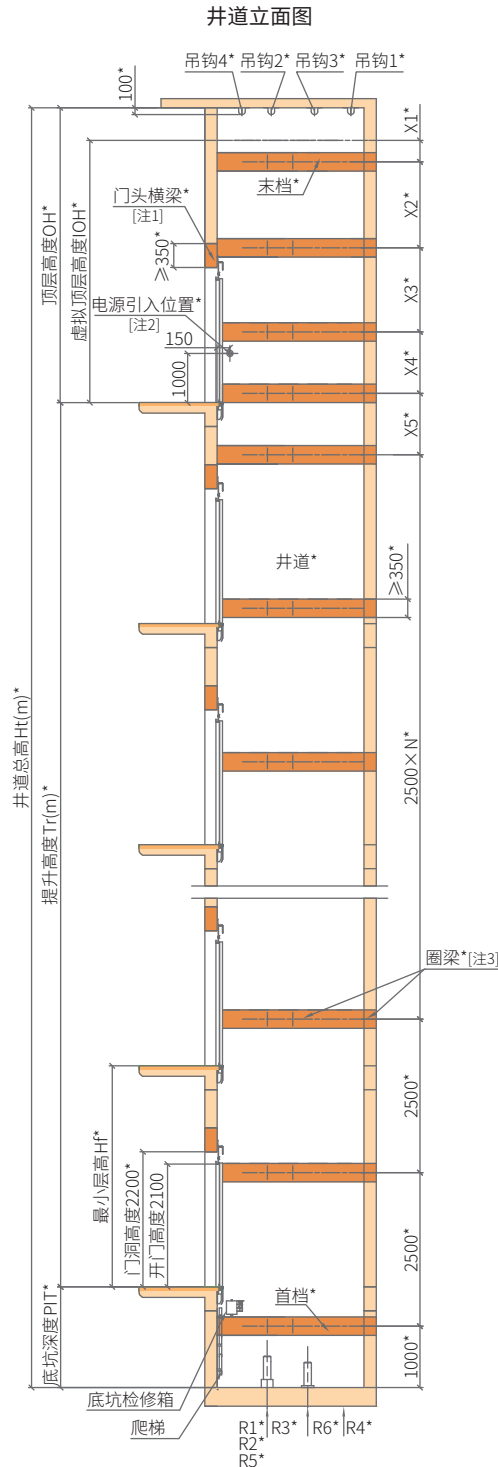 井道立面图
吊钩4* 吊钩2* 吊钩3* 吊钩1*
100*
X1*
末档*
门头横梁*
[注1]
X2*
≥350*
顶层高度OH*
虚拟顶层高度IOH*
电源引入位置*
[注2]
150
1000
X3*
X4*
X5*
井道*
≥350*
井道总高Ht(m)*
提升高度Tr(m)*
2500×N*
圈梁*[注3]
2500*
最小层高Hf*
门洞高度2200*
开门高度2100
2500*
首档*
底坑深度PIT*
1000*
底坑检修箱
爬梯
R1* R3* R6* R4*
R2*
R5*